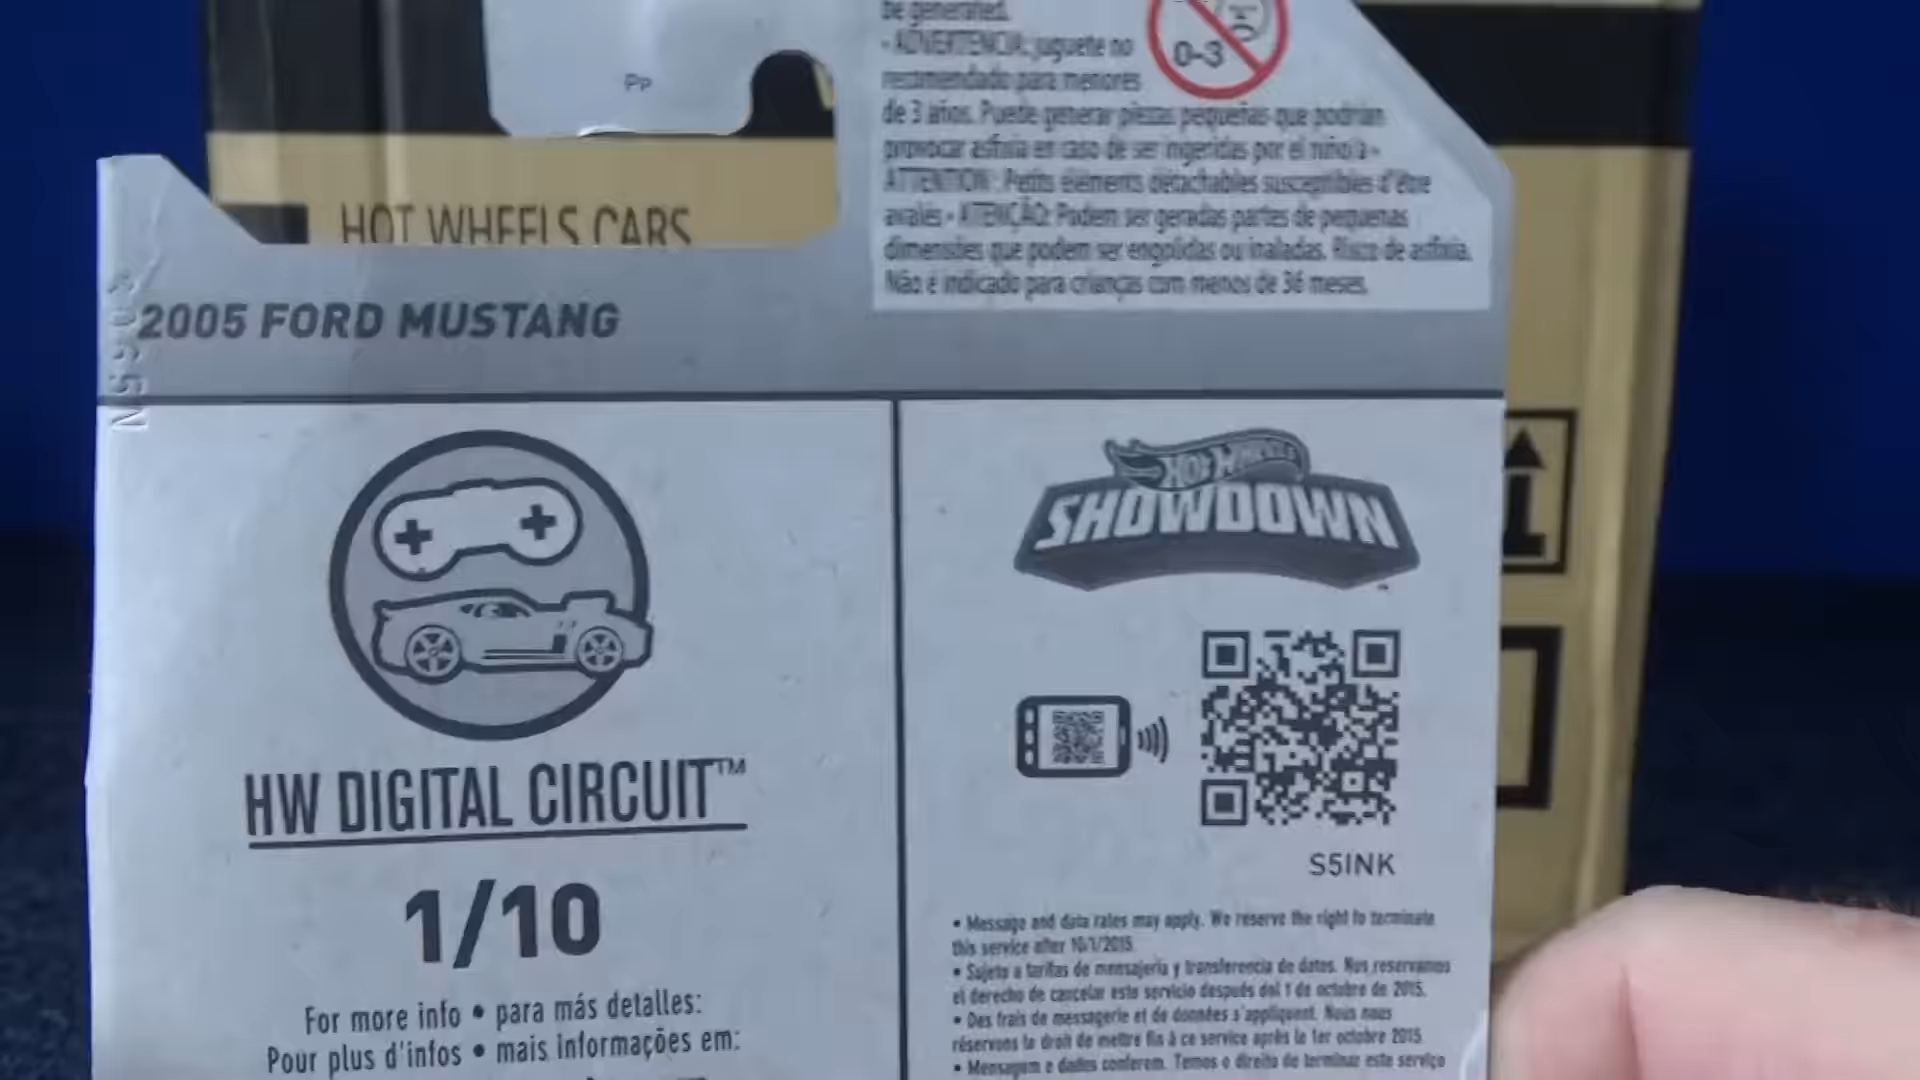 be generated.
- ADVERTENCIA: juguete no
recomendado para menores
de 3 años. Puede generar piezas pequeñas que podrían
provocar asfixia en caso de ser ingeridas por el niño/a -
ATTENTION : Petits éléments détachables susceptibles d'être
avalés - ATENÇÃO: Podem ser geradas partes de pequenas
dimensões que podem ser engolidas ou inaladas. Risco de asfixia.
Não é indicado para crianças com menos de 36 meses.
0-3
PP
HOT WHEELS CARS
2005 FORD MUSTANG
HW DIGITAL CIRCUIT™
1/10
For more info • para más detalles:
Pour plus d'infos • mais informações em:
HOT WHEELS
SHOWDOWN™
S5INK
• Message and data rates may apply. We reserve the right to terminate
this service after 10/1/2015.
• Sujeto a tarifas de mensajería y transferencia de datos. Nos reservamos
el derecho de cancelar este servicio después del 1 de octubre de 2015.
• Des frais de messagerie et de données s'appliquent. Nous nous
réservons le droit de mettre fin à ce service après le 1er octobre 2015.
• Mensagem e dados conferem. Temos o direito de terminar este serviço